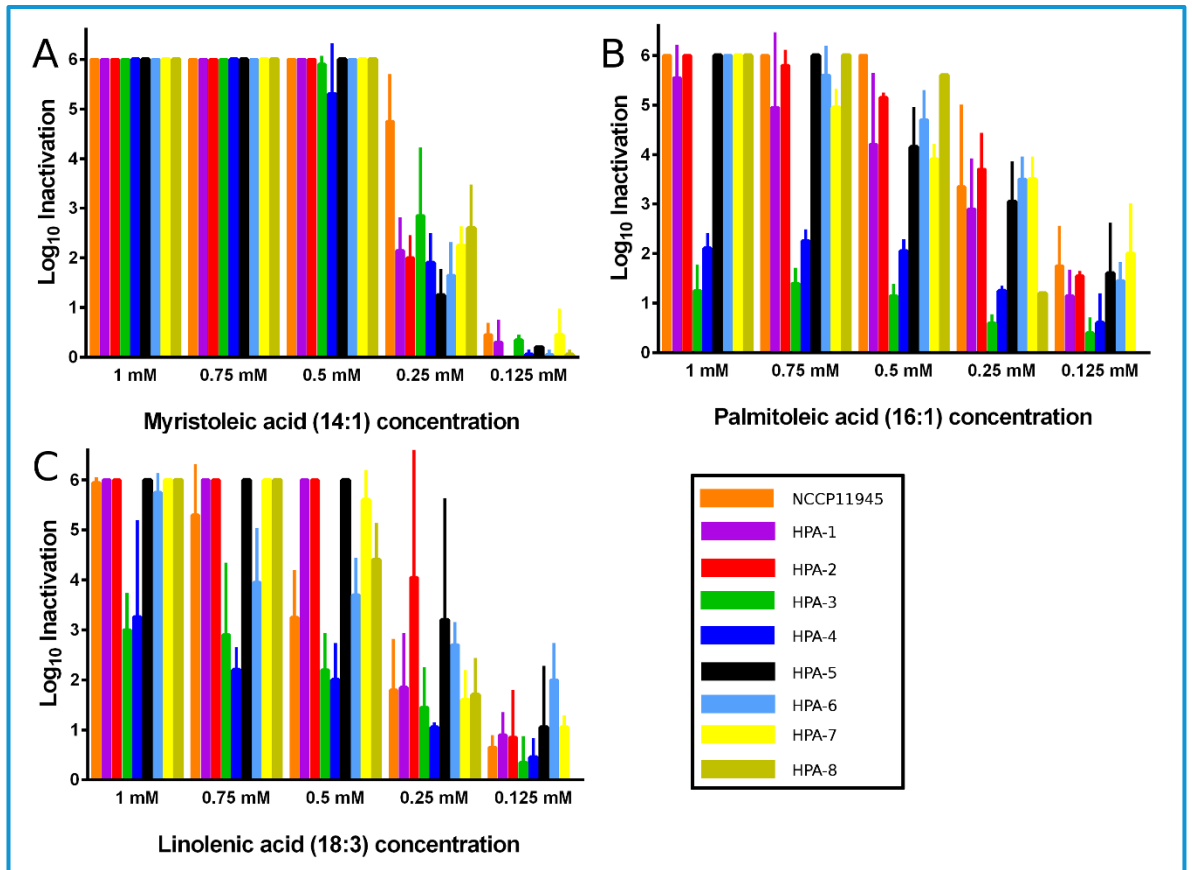 A
Log10 Inactivation
6
5
4
3
2
1
0
1 mM 0.75 mM 0.5 mM 0.25 mM 0.125 mM
Myristoleic acid (14:1) concentration
B
Log10 Inactivation
6
5
4
3
2
1
0
1 mM 0.75 mM 0.5 mM 0.25 mM 0.125 mM
Palmitoleic acid (16:1) concentration
C
Log10 Inactivation
6
5
4
3
2
1
0
1 mM 0.75 mM 0.5 mM 0.25 mM 0.125 mM
Linolenic acid (18:3) concentration
NCCP11945
HPA-1
HPA-2
HPA-3
HPA-4
HPA-5
HPA-6
HPA-7
HPA-8